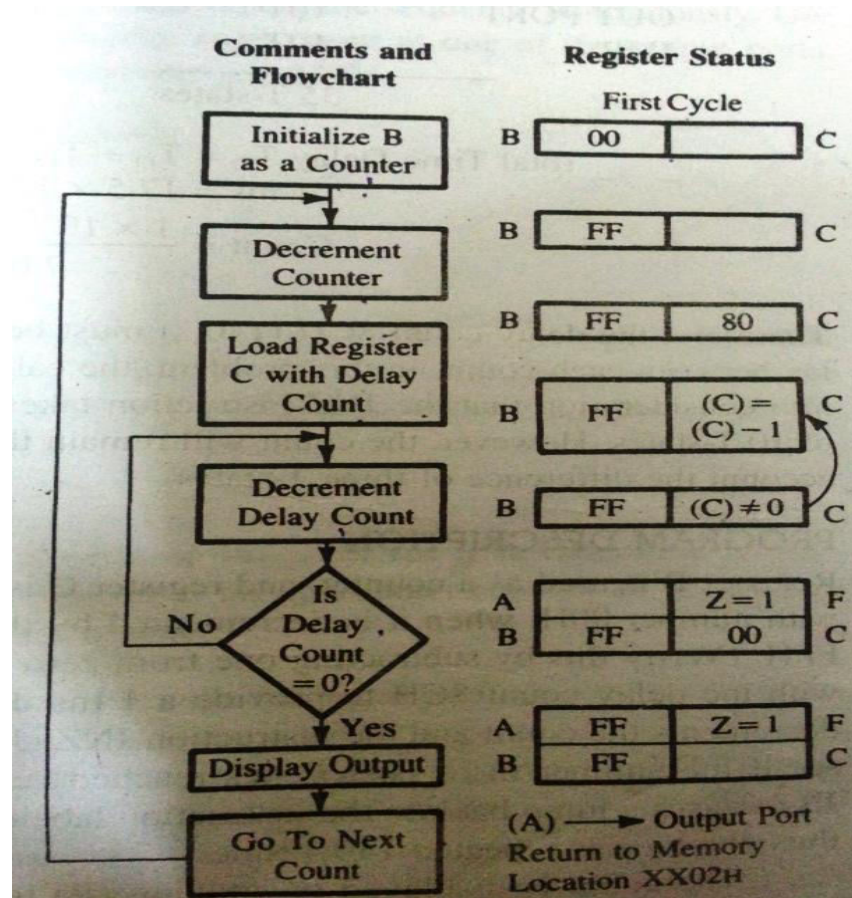 OUTPUT PORT
Comments and
Flowchart
Register Status
First Cycle
Initialize B
as a Counter
B 00 C
Decrement
Counter
B FF C
Load Register
C with Delay
Count
B FF 80 C
B FF (C) =
(C) − 1 C
Decrement
Delay Count
B FF (C) ≠ 0 C
Is
Delay
Count
= 0?
No
Yes
A Z = 1 F
B FF 00 C
Display Output
A FF Z = 1 F
B FF C
Go To Next
Count
(A) → Output Port
Return to Memory
Location XX02H